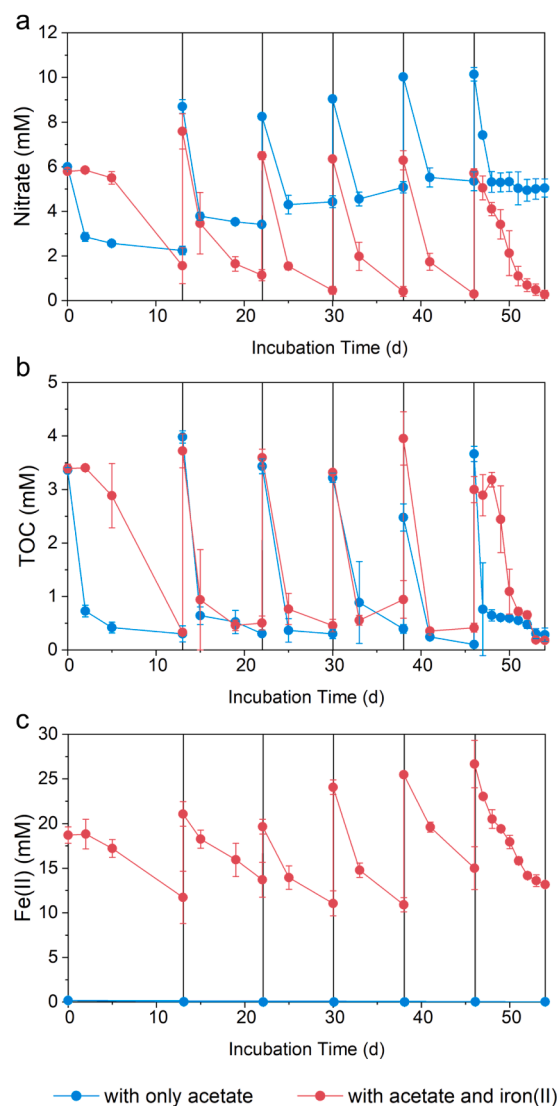 a
12
10
8
6
4
2
0
Nitrate (mM)
0 10 20 30 40 50
Incubation Time (d)
b
5
4
3
2
1
0
TOC (mM)
0 10 20 30 40 50
Incubation Time (d)
c
30
25
20
15
10
5
0
Fe(II) (mM)
0 10 20 30 40 50
Incubation Time (d)
with only acetate with acetate and iron(II)